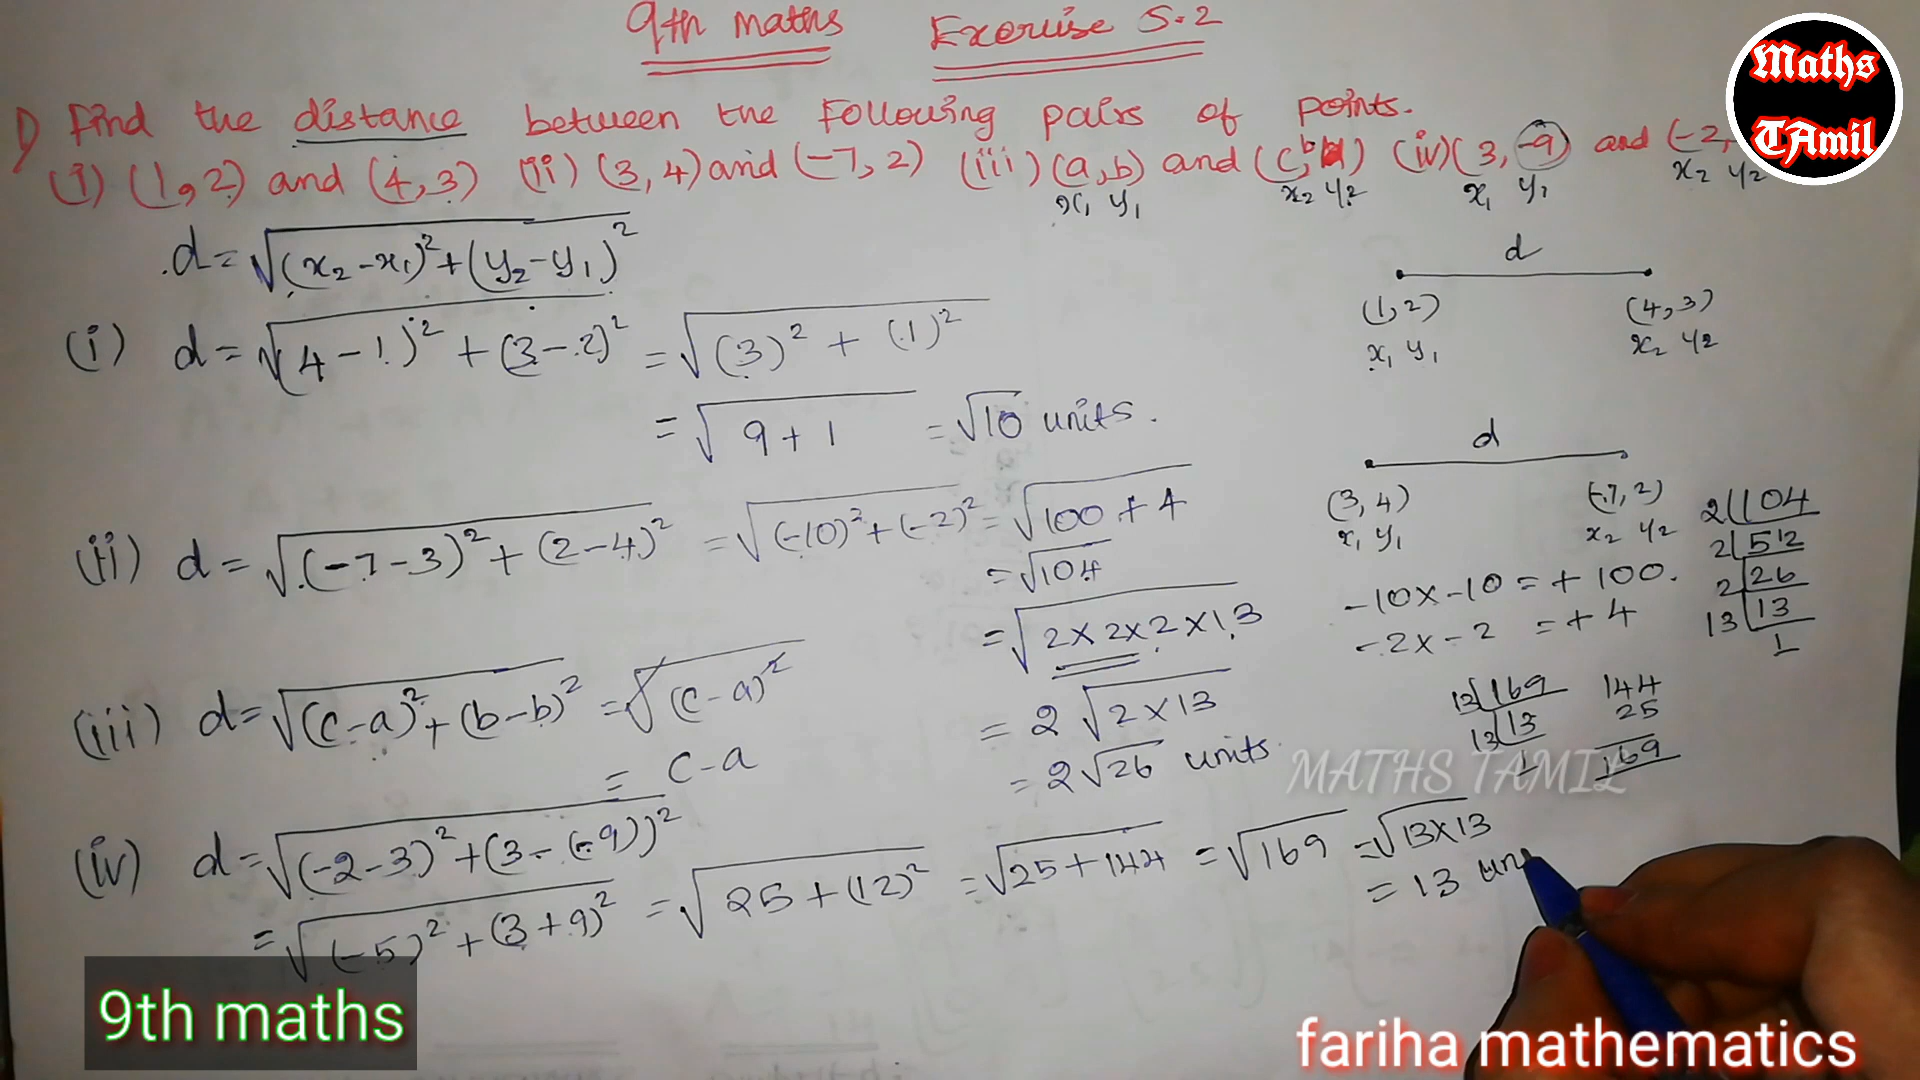 9th maths Exercise 5.2
1) Find the distance between the following pairs of points.
(i) (1,2) and (4,3) (ii) (3,4) and (-7,2) (iii) (a,b) and (c,b) (iv) (3,-9) and (-2,
x₁ y₁ x₂ y₂ x₁ y₁ x₂ y₂
d = √(x₂-x₁)²+(y₂-y₁)²
d
(1,2) (4,3)
x₁ y₁ x₂ y₂
(i) d = √(4-1)²+(3-2)² = √(3)²+(1)²
= √9+1 = √10 units.
d
(3,4) (-7,2)
x₁ y₁ x₂ y₂
(ii) d = √(-7-3)²+(2-4)² = √(-10)²+(-2)² = √100+4
= √104
= √2×2×2×13
= 2√2×13
= 2√26 units.
-10×-10 = +100.
-2×-2 = +4
2 104
2 52
2 26
13 13
1
(iii) d = √(c-a)²+(b-b)² = √(c-a)²
= c-a
13 169
13 13
1
144
25
169
(iv) d = √(-2-3)²+(3-(-9))²
= √(-5)²+(3+9)² = √25+(12)² = √25+144 = √169 = √13×13
= 13 un
Maths
TAmil
MATHS TAMIL
9th maths
fariha mathematics